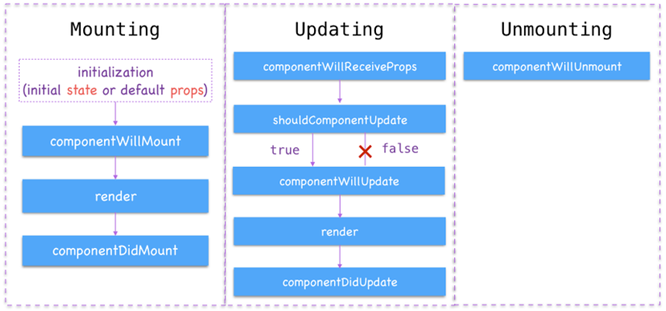 Mounting
initialization
(initial state or default props)
componentWillMount
render
componentDidMount
Updating
componentWillReceiveProps
shouldComponentUpdate
true
false
componentWillUpdate
render
componentDidUpdate
Unmounting
componentWillUnmount